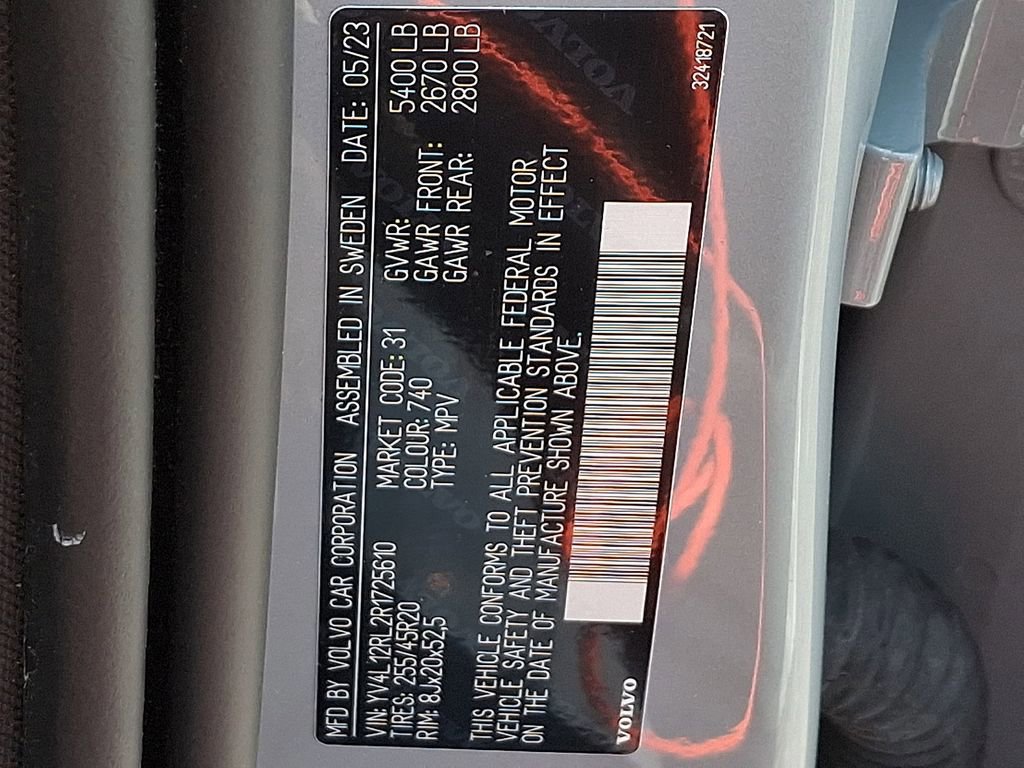 MFD BY VOLVO CAR CORPORATION ASSEMBLED IN SWEDEN DATE: 05/23
VIN: YV4L12RL2R1725610 MARKET CODE: 31 GVWR: 5400 LB
TIRES: 255/45R20 COLOUR: 740 GAWR FRONT: 2670 LB
RIM: 8Jx20x52,5 TYPE: MPV GAWR REAR: 2800 LB
THIS VEHICLE CONFORMS TO ALL APPLICABLE FEDERAL MOTOR
VEHICLE SAFETY AND THEFT PREVENTION STANDARDS IN EFFECT
ON THE DATE OF MANUFACTURE SHOWN ABOVE.
VOLVO 32418721